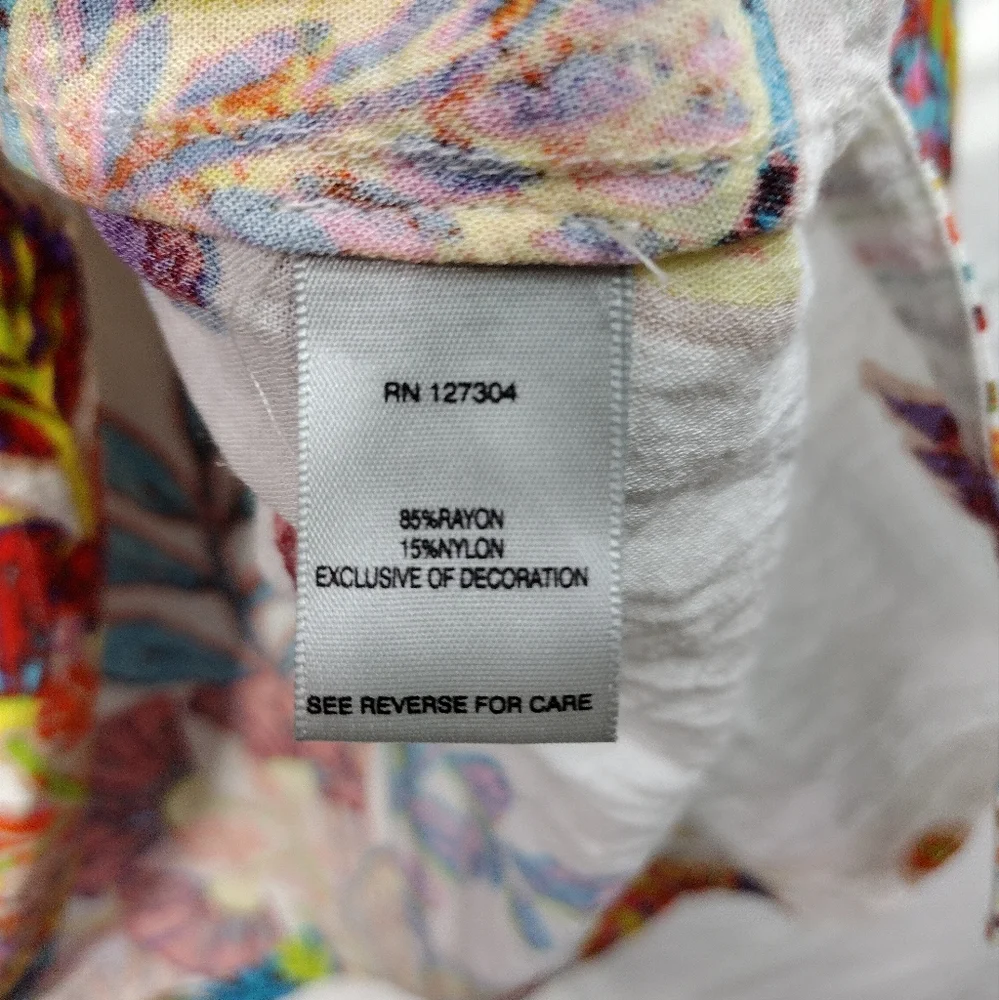 RN 127304
85%RAYON
15%NYLON
EXCLUSIVE OF DECORATION
SEE REVERSE FOR CARE